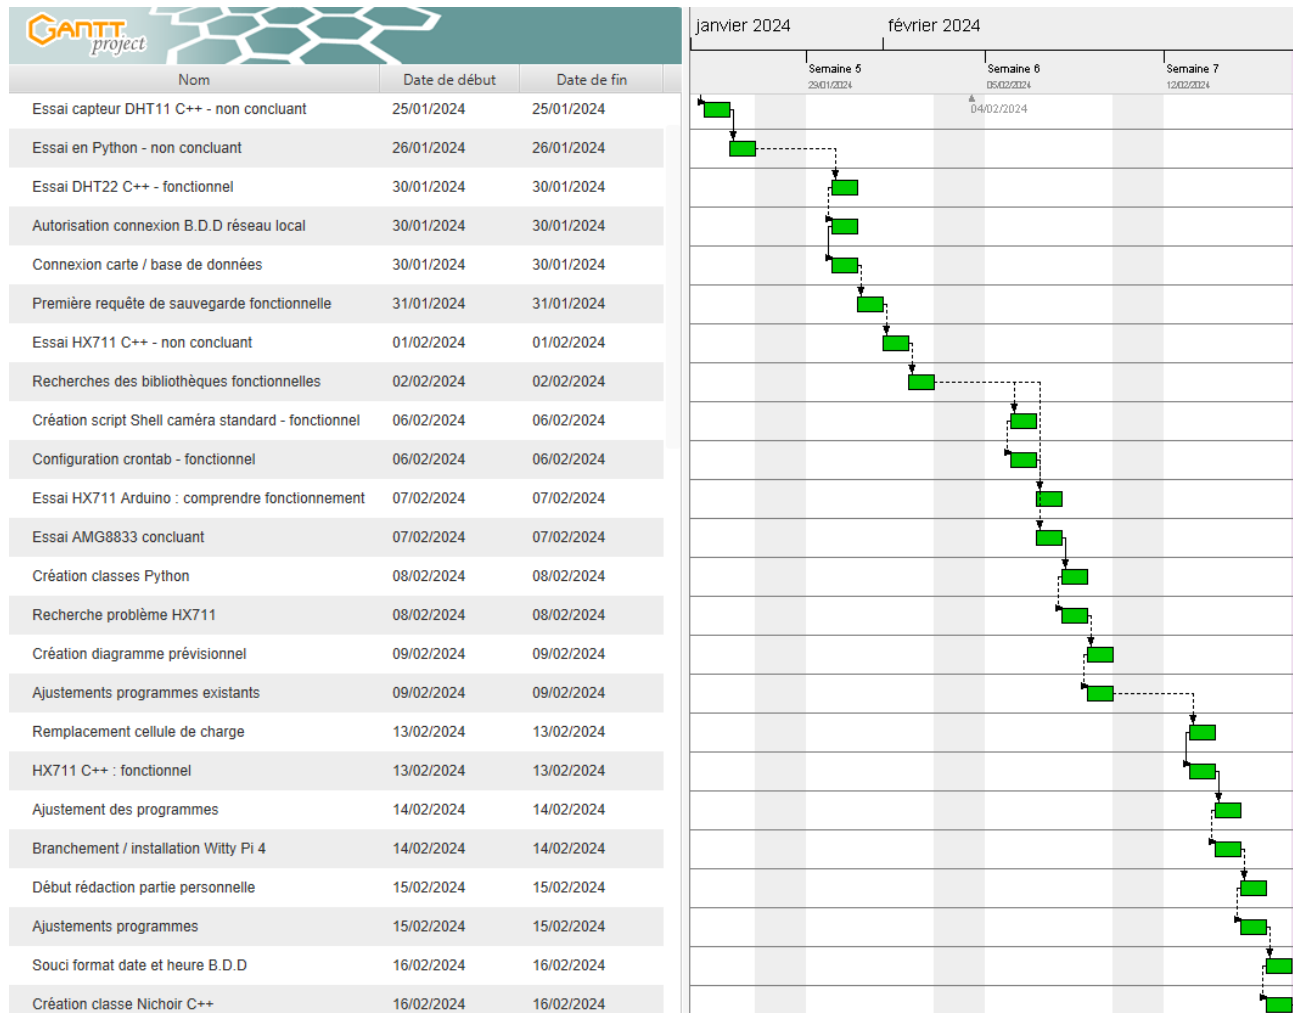 GANTT
project
janvier 2024 février 2024
Semaine 5 Semaine 6 Semaine 7
29/01/2024 05/02/2024 12/02/2024
04/02/2024
Nom Date de début Date de fin
Essai capteur DHT11 C++ - non concluant 25/01/2024 25/01/2024
Essai en Python - non concluant 26/01/2024 26/01/2024
Essai DHT22 C++ - fonctionnel 30/01/2024 30/01/2024
Autorisation connexion B.D.D réseau local 30/01/2024 30/01/2024
Connexion carte / base de données 30/01/2024 30/01/2024
Première requête de sauvegarde fonctionnelle 31/01/2024 31/01/2024
Essai HX711 C++ - non concluant 01/02/2024 01/02/2024
Recherches des bibliothèques fonctionnelles 02/02/2024 02/02/2024
Création script Shell caméra standard - fonctionnel 06/02/2024 06/02/2024
Configuration crontab - fonctionnel 06/02/2024 06/02/2024
Essai HX711 Arduino : comprendre fonctionnement 07/02/2024 07/02/2024
Essai AMG8833 concluant 07/02/2024 07/02/2024
Création classes Python 08/02/2024 08/02/2024
Recherche problème HX711 08/02/2024 08/02/2024
Création diagramme prévisionnel 09/02/2024 09/02/2024
Ajustements programmes existants 09/02/2024 09/02/2024
Remplacement cellule de charge 13/02/2024 13/02/2024
HX711 C++ : fonctionnel 13/02/2024 13/02/2024
Ajustement des programmes 14/02/2024 14/02/2024
Branchement / installation Witty Pi 4 14/02/2024 14/02/2024
Début rédaction partie personnelle 15/02/2024 15/02/2024
Ajustements programmes 15/02/2024 15/02/2024
Souci format date et heure B.D.D 16/02/2024 16/02/2024
Création classe Nichoir C++ 16/02/2024 16/02/2024